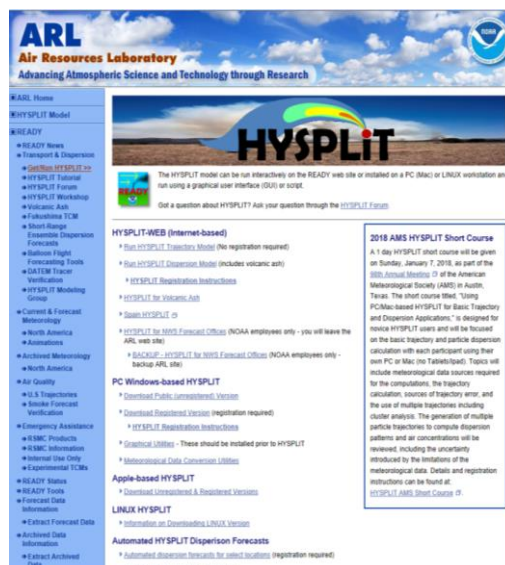 ARL
NOAA
Air Resources Laboratory
Advancing Atmospheric Science and Technology through Research
ARL Home
HYSPLIT Model
READY
READY News
Transport & Dispersion
Get/Run HYSPLIT >>
HYSPLIT Tutorial
HYSPLIT Forum
HYSPLIT Workshop
Volcanic Ash
Fukushima TCM
Short-Range
Ensemble Dispersion
Forecasts
Balloon Flight
Forecasting Tools
DATEM Tracer
Verification
HYSPLIT Modeling
Group
Current & Forecast
Meteorology
North America
Animations
Archived Meteorology
North America
Air Quality
U.S Trajectories
Smoke Forecast
Verification
Emergency Assistance
RSMC Products
RSMC Information
Internal Use Only
Experimental TCMs
READY Status
READY Tools
Forecast Data
Information
Extract Forecast Data
Archived Data
Information
Extract Archived
Data
HYSPLIT
The HYSPLIT model can be run interactively on the READY web site or installed on a PC (Mac) or LINUX workstation and
run using a graphical user interface (GUI) or script.
Got a question about HYSPLIT? Ask your question through the HYSPLIT Forum.
HYSPLIT-WEB (Internet-based)
Run HYSPLIT Trajectory Model (No registration required)
Run HYSPLIT Dispersion Model (includes volcanic ash)
HYSPLIT Registration Instructions
HYSPLIT for Volcanic Ash
Spain HYSPLIT
HYSPLIT for NWS Forecast Offices (NOAA employees only - you will leave the
ARL web site)
BACKUP - HYSPLIT for NWS Forecast Offices (NOAA employees only -
backup ARL site)
PC Windows-based HYSPLIT
Download Public (unregistered) Version
Download Registered Version (registration required)
HYSPLIT Registration Instructions
Graphical Utilities - These should be installed prior to HYSPLIT
Meteorological Data Conversion Utilities
Apple-based HYSPLIT
Download Unregistered & Registered Versions
LINUX HYSPLIT
Information on Downloading LINUX Version
Automated HYSPLIT Disperison Forecasts
Automated dispersion forecasts for select locations (registration required)
2018 AMS HYSPLIT Short Course
A 1 day HYSPLIT short course will be given
on Sunday, January 7, 2018, as part of the
98th Annual Meeting of the American
Meteorological Society (AMS) in Austin,
Texas. The short course titled, "Using
PC/Mac-based HYSPLIT for Basic Trajectory
and Dispersion Applications," is designed for
novice HYSPLIT users and will be focused
on the basic trajectory and particle dispersion
calculation with each participant using their
own PC or Mac (no Tablets/Ipad). Topics will
include meteorological data sources required
for the computations, the trajectory
calculation, sources of trajectory error, and
the use of multiple trajectories including
cluster analysis. The generation of multiple
particle trajectories to compute dispersion
patterns and air concentrations will be
reviewed, including the uncertainty
introduced by the limitations of the
meteorological data. Details and registration
instructions can be found at:
HYSPLIT AMS Short Course